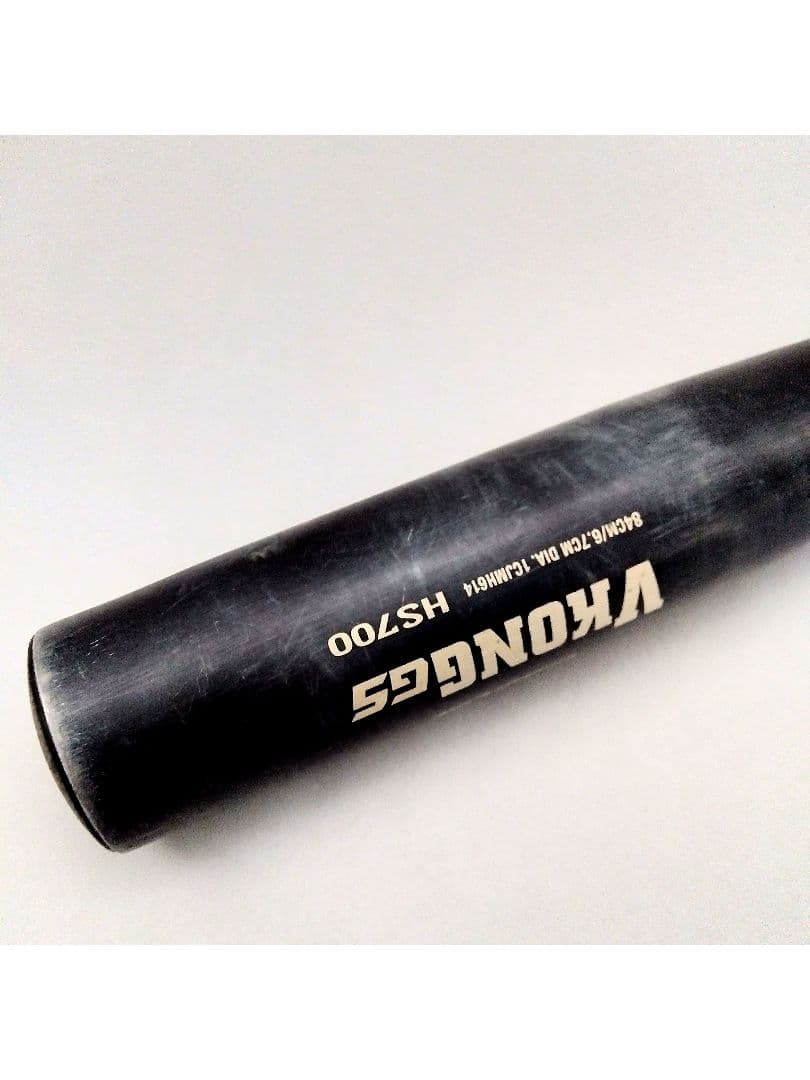 VKONGGS
HS700
84CM/6.7CM DIA. 1CJMH614